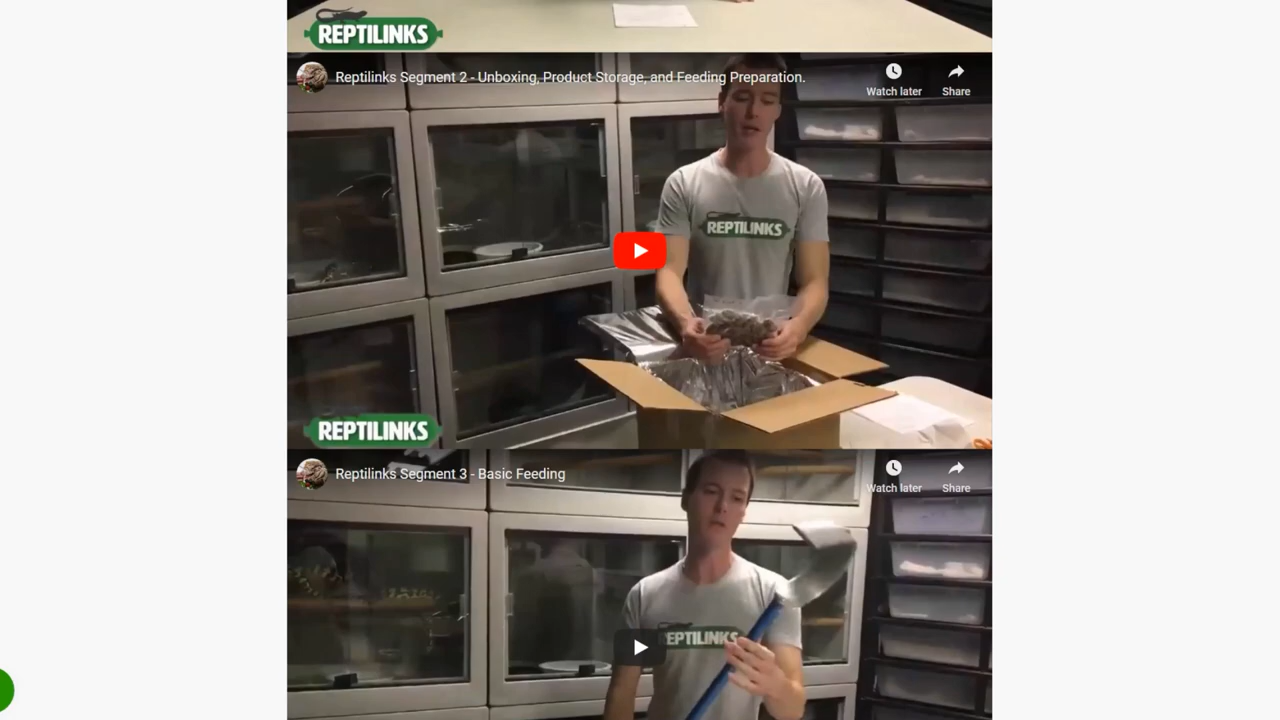 REPTILINKS
Reptilinks Segment 2 - Unboxing, Product Storage, and Feeding Preparation.
Watch later
Share
REPTILINKS
REPTILINKS
Reptilinks Segment 3 - Basic Feeding
Watch later
Share
EPTILINKS